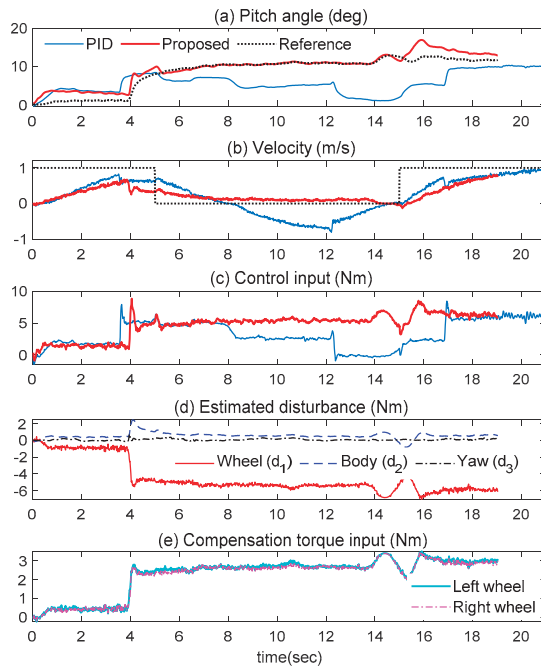 (a) Pitch angle (deg)
20
PID
Proposed
Reference
10
0
0 2 4 6 8 10 12 14 16 18 20
(b) Velocity (m/s)
1
0
-1
0 2 4 6 8 10 12 14 16 18 20
(c) Control input (Nm)
10
5
0
0 2 4 6 8 10 12 14 16 18 20
(d) Estimated disturbance (Nm)
2
0
-2
-4
-6
Wheel (d1)
Body (d2)
Yaw (d3)
0 2 4 6 8 10 12 14 16 18 20
(e) Compensation torque input (Nm)
3
2
1
0
Left wheel
Right wheel
0 2 4 6 8 10 12 14 16 18 20
time(sec)